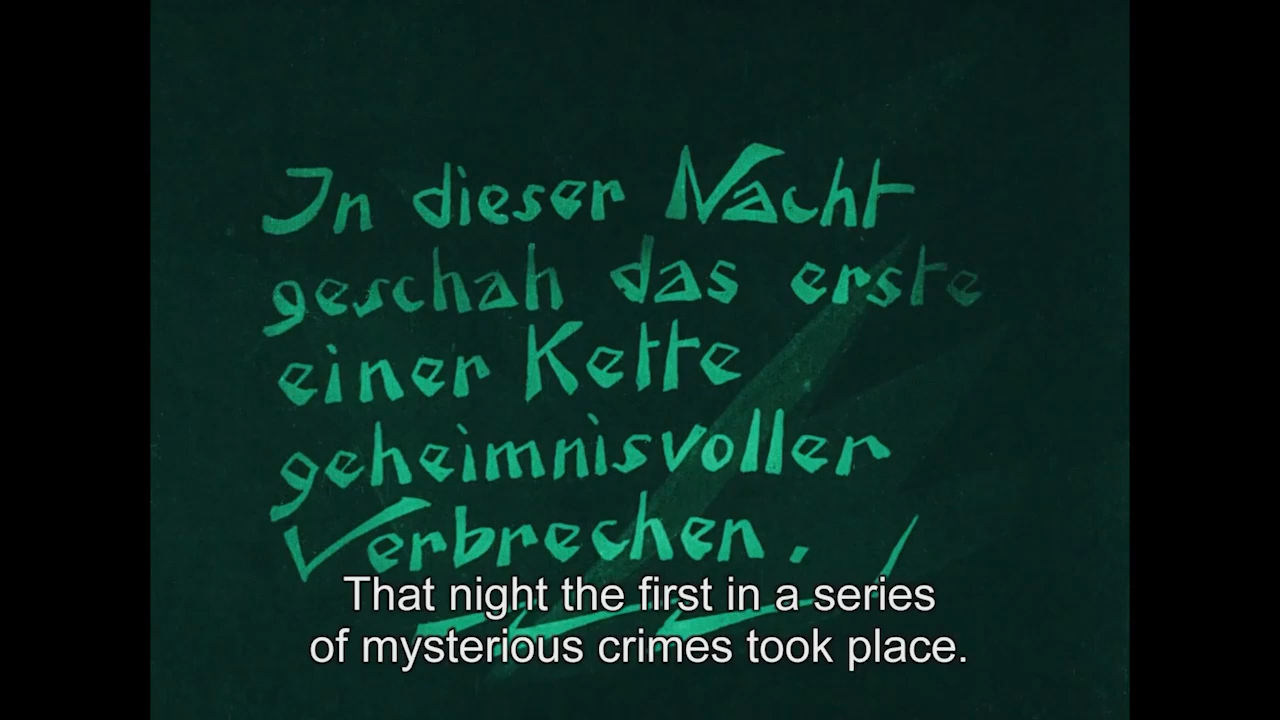 In dieser Nacht
geschah das erste
einer Kette
geheimnisvoller
Verbrechen.
That night the first in a series
of mysterious crimes took place.